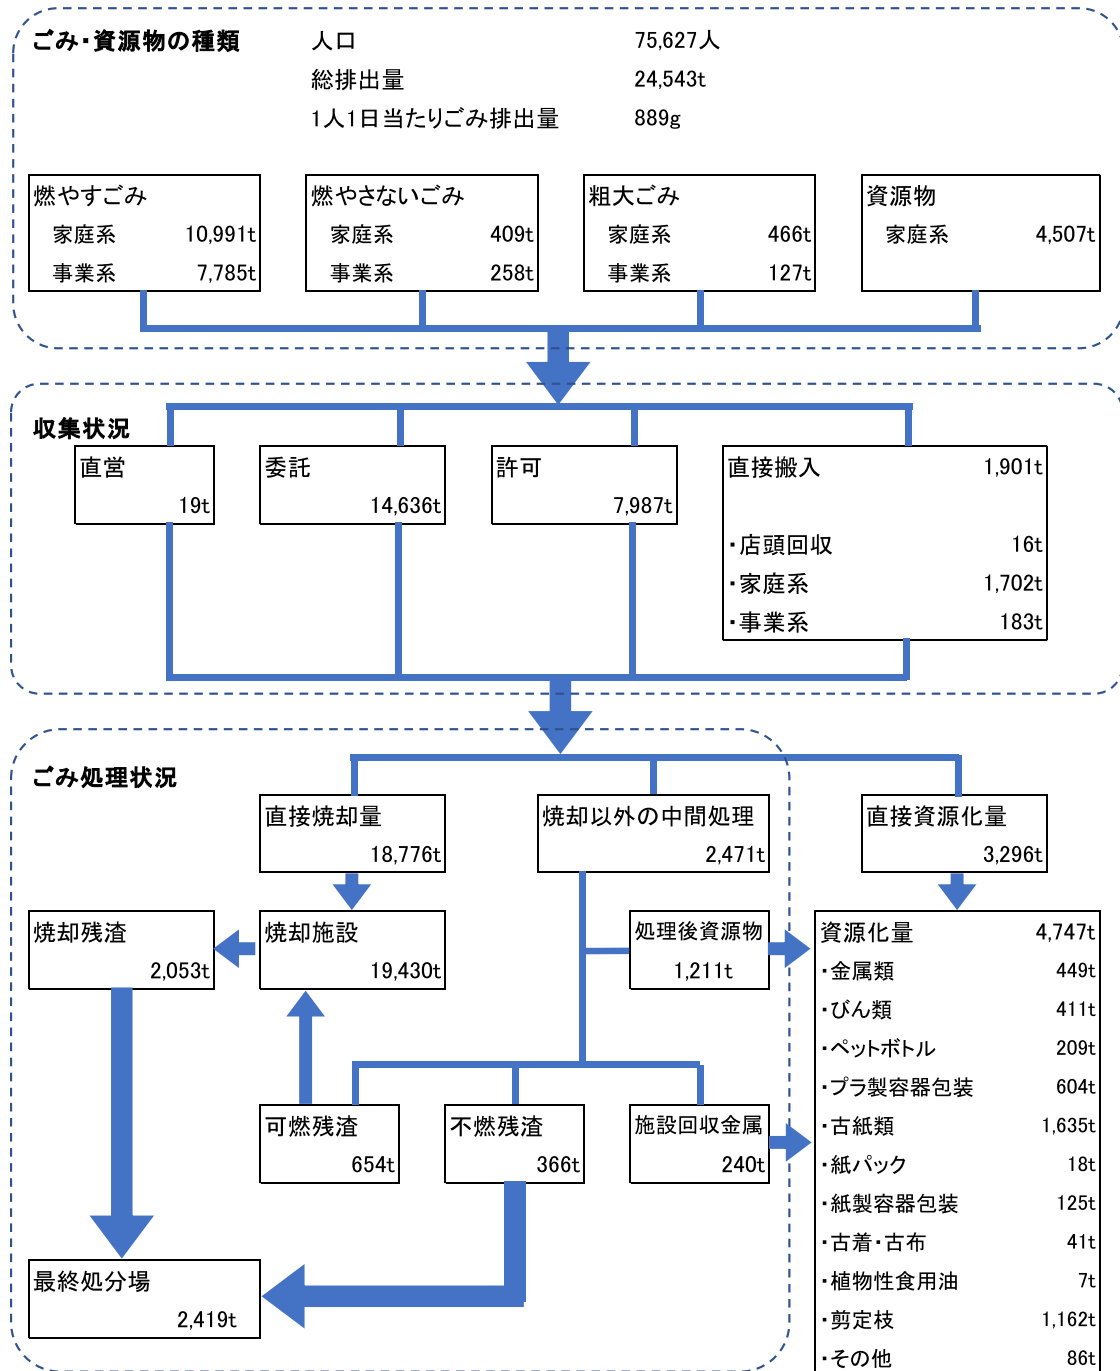 ごみ・資源物の種類
人口 75,627人
総排出量 24,543t
1人1日当たりごみ排出量 889g
燃やすごみ
家庭系 10,991t
事業系 7,785t
燃やさないごみ
家庭系 409t
事業系 258t
粗大ごみ
家庭系 466t
事業系 127t
資源物
家庭系 4,507t
収集状況
直営
19t
委託
14,636t
許可
7,987t
直接搬入 1,901t
・店頭回収 16t
・家庭系 1,702t
・事業系 183t
ごみ処理状況
直接焼却量
18,776t
焼却以外の中間処理
2,471t
直接資源化量
3,296t
焼却残渣
2,053t
焼却施設
19,430t
処理後資源物
1,211t
資源化量 4,747t
・金属類 449t
・びん類 411t
・ペットボトル 209t
・プラ製容器包装 604t
・古紙類 1,635t
・紙パック 18t
・紙製容器包装 125t
・古着・古布 41t
・植物性食用油 7t
・剪定枝 1,162t
・その他 86t
可燃残渣
654t
不燃残渣
366t
施設回収金属
240t
最終処分場
2,419t